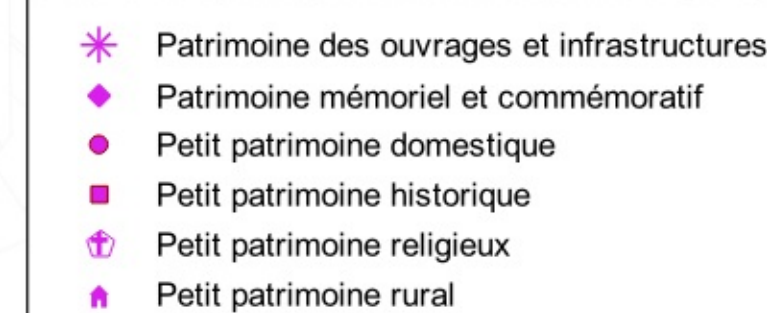 Patrimoine des ouvrages et infrastructures
Patrimoine mémoriel et commémoratif
Petit patrimoine domestique
Petit patrimoine historique
Petit patrimoine religieux
Petit patrimoine rural